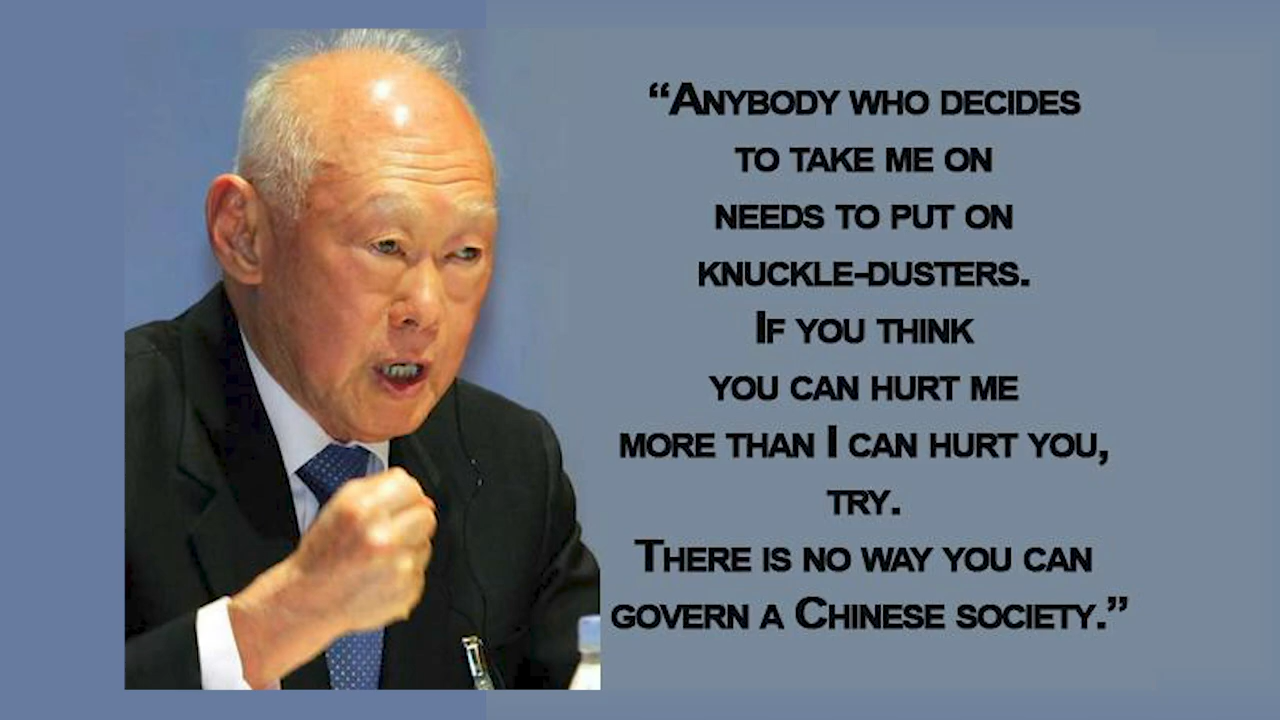 “ANYBODY WHO DECIDES
TO TAKE ME ON
NEEDS TO PUT ON
KNUCKLE-DUSTERS.
IF YOU THINK
YOU CAN HURT ME
MORE THAN I CAN HURT YOU,
TRY.
THERE IS NO WAY YOU CAN
GOVERN A CHINESE SOCIETY.”